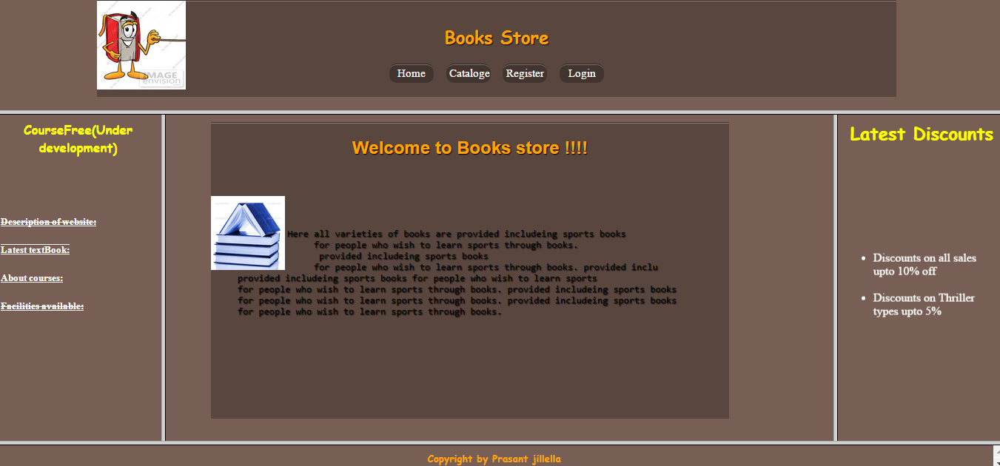 IMAGE
envision
Books Store
Home Cataloge Register Login
CourseFree(Under
development)
Description of website:
Latest textBook:
About courses:
Facilities available:
Welcome to Books store !!!!
Here all varieties of books are provided includeing sports books
for people who wish to learn sports through books.
provided includeing sports books
for people who wish to learn sports through books. provided inclu
provided includeing sports books for people who wish to learn sports
for people who wish to learn sports through books. provided includeing sports books
for people who wish to learn sports through books. provided includeing sports books
for people who wish to learn sports through books.
Latest Discounts
Discounts on all sales
upto 10% off
Discounts on Thriller
types upto 5%
Copyright by Prasant jillella